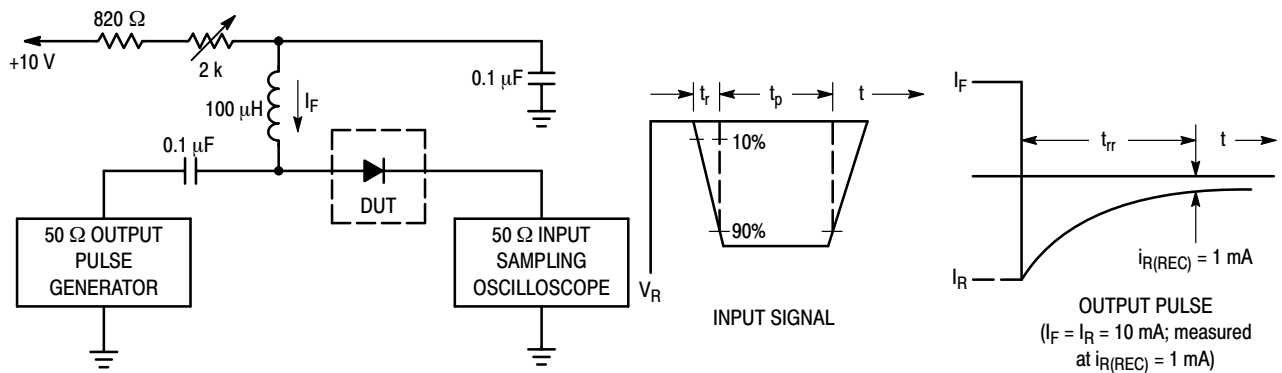 820 Ω
+10 V
2 k
100 μH
I_F
0.1 μF
0.1 μF
DUT
50 Ω OUTPUT
PULSE
GENERATOR
50 Ω INPUT
SAMPLING
OSCILLOSCOPE
t_r
t_p
t
10%
90%
V_R
INPUT SIGNAL
I_F
t_rr
t
I_R
i_R(REC) = 1 mA
OUTPUT PULSE
(I_F = I_R = 10 mA; measured
at i_R(REC) = 1 mA)